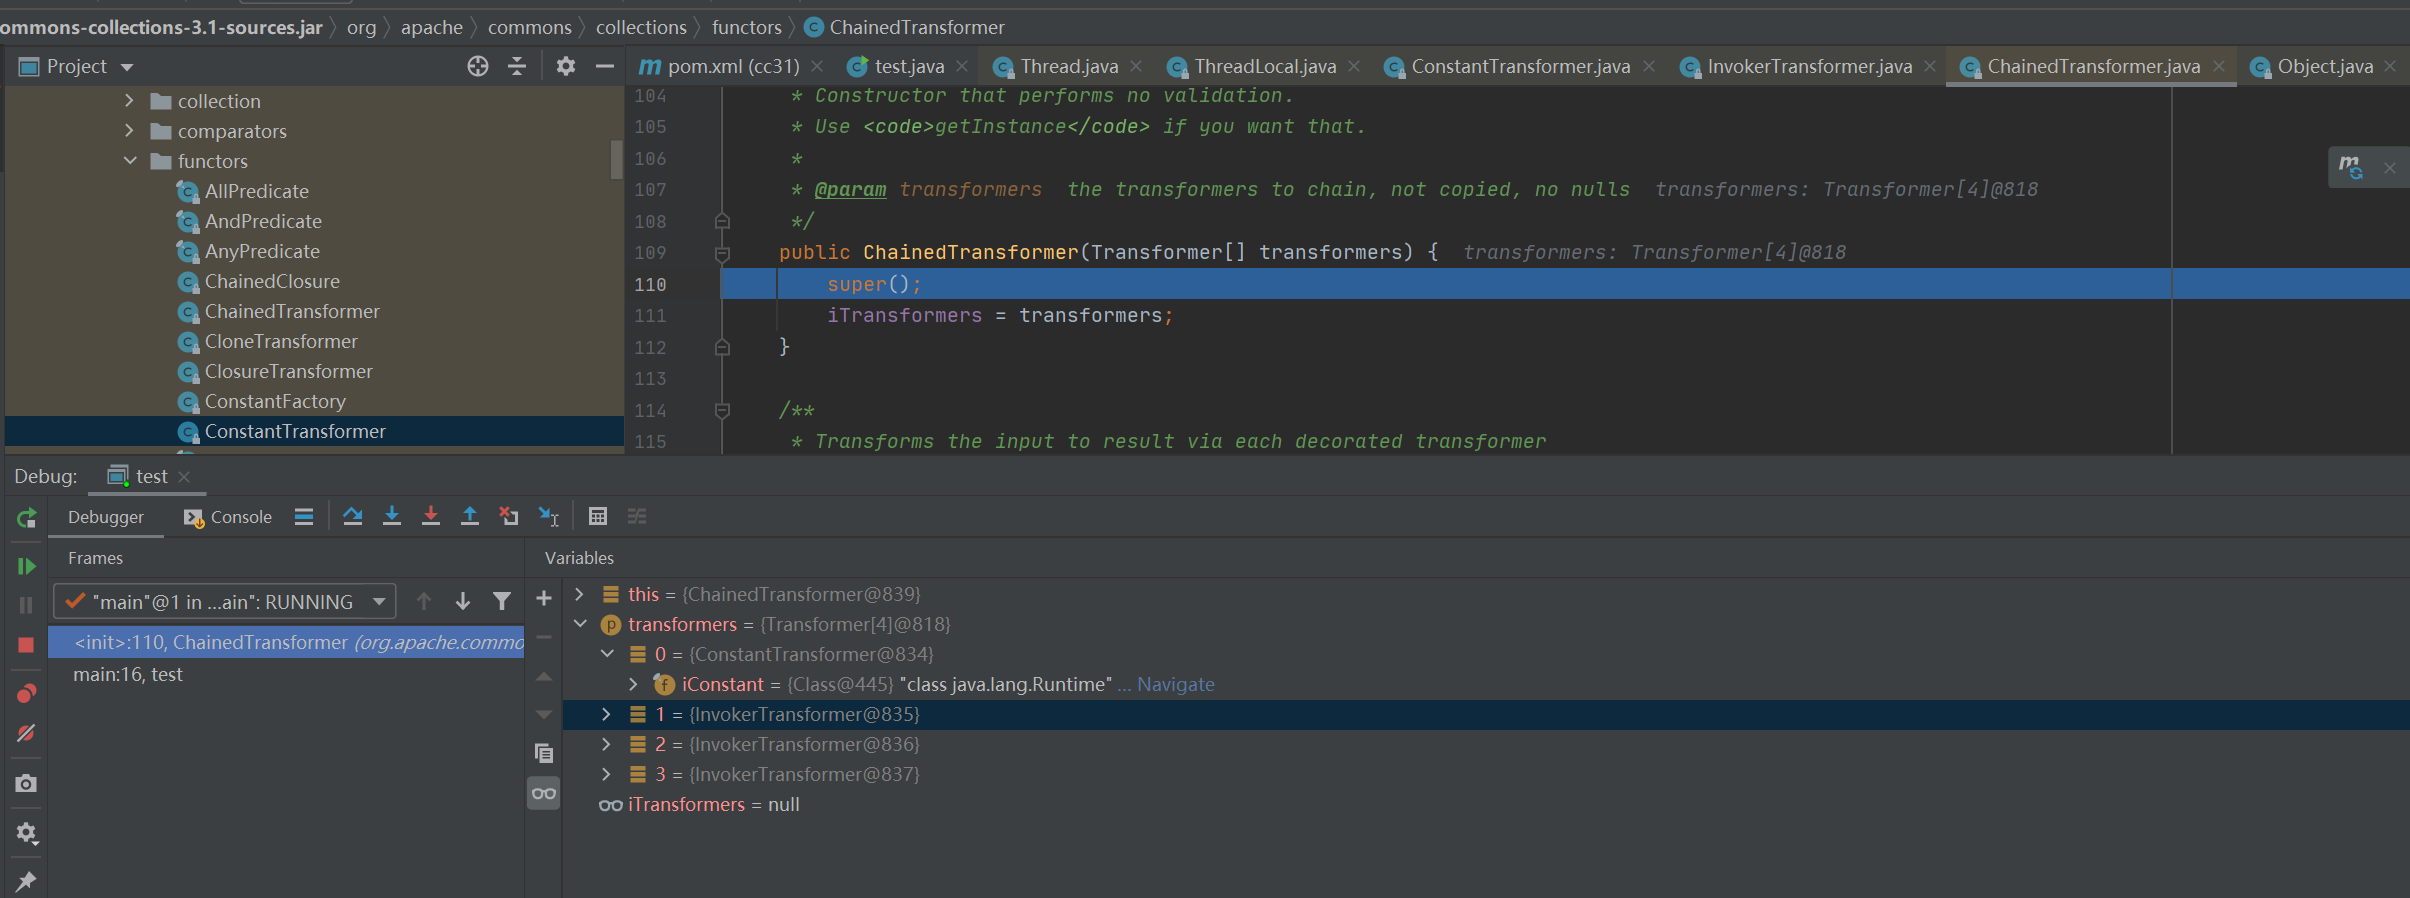 ommons-collections-3.1-sources.jar org apache commons collections functors ChainedTransformer
Project
pom.xml (cc31) test.java Thread.java ThreadLocal.java ConstantTransformer.java InvokerTransformer.java ChainedTransformer.java Object.java
collection
comparators
functors
AllPredicate
AndPredicate
AnyPredicate
ChainedClosure
ChainedTransformer
CloneTransformer
ClosureTransformer
ConstantFactory
ConstantTransformer
104 * Constructor that performs no validation.
105 * Use <code>getInstance</code> if you want that.
106 *
107 * @param transformers  the transformers to chain, not copied, no nulls  transformers: Transformer[4]@818
108 */
109 public ChainedTransformer(Transformer[] transformers) {  transformers: Transformer[4]@818
110 super();
111 iTransformers = transformers;
112 }
113
114 /**
115 * Transforms the input to result via each decorated transformer
Debug: test
Debugger Console
Frames
"main"@1 in ...ain": RUNNING
<init>:110, ChainedTransformer (org.apache.commo
main:16, test
Variables
this = {ChainedTransformer@839}
transformers = {Transformer[4]@818}
0 = {ConstantTransformer@834}
iConstant = {Class@445} "class java.lang.Runtime" ... Navigate
1 = {InvokerTransformer@835}
2 = {InvokerTransformer@836}
3 = {InvokerTransformer@837}
iTransformers = null